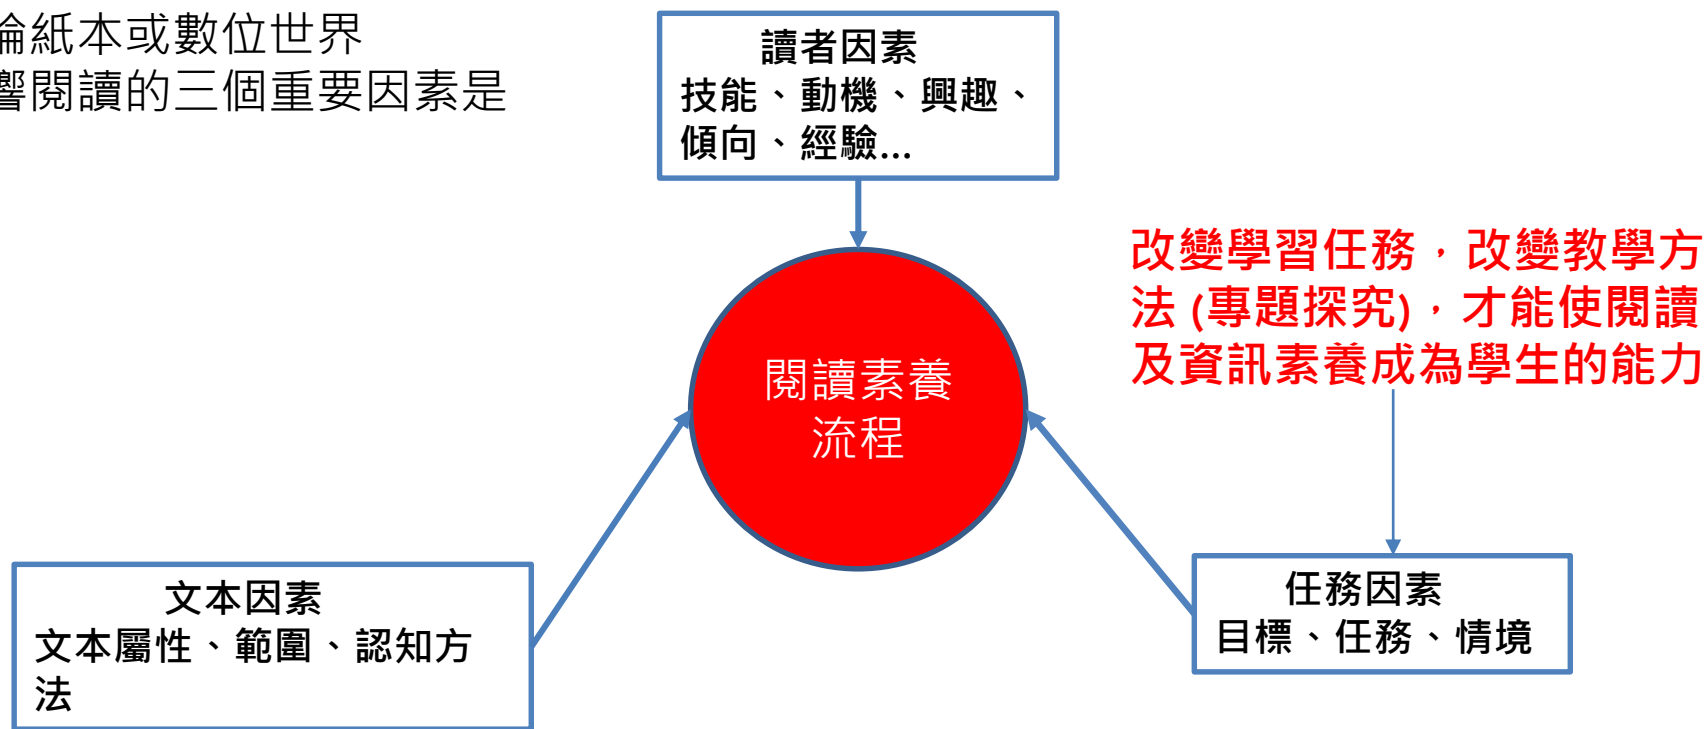 論紙本或數位世界
響閱讀的三個重要因素是
讀者因素
技能、動機、興趣、
傾向、經驗...
改變學習任務，改變教學方
法 (專題探究)，才能使閱讀
及資訊素養成為學生的能力
閱讀素養
流程
文本因素
文本屬性、範圍、認知方
法
任務因素
目標、任務、情境